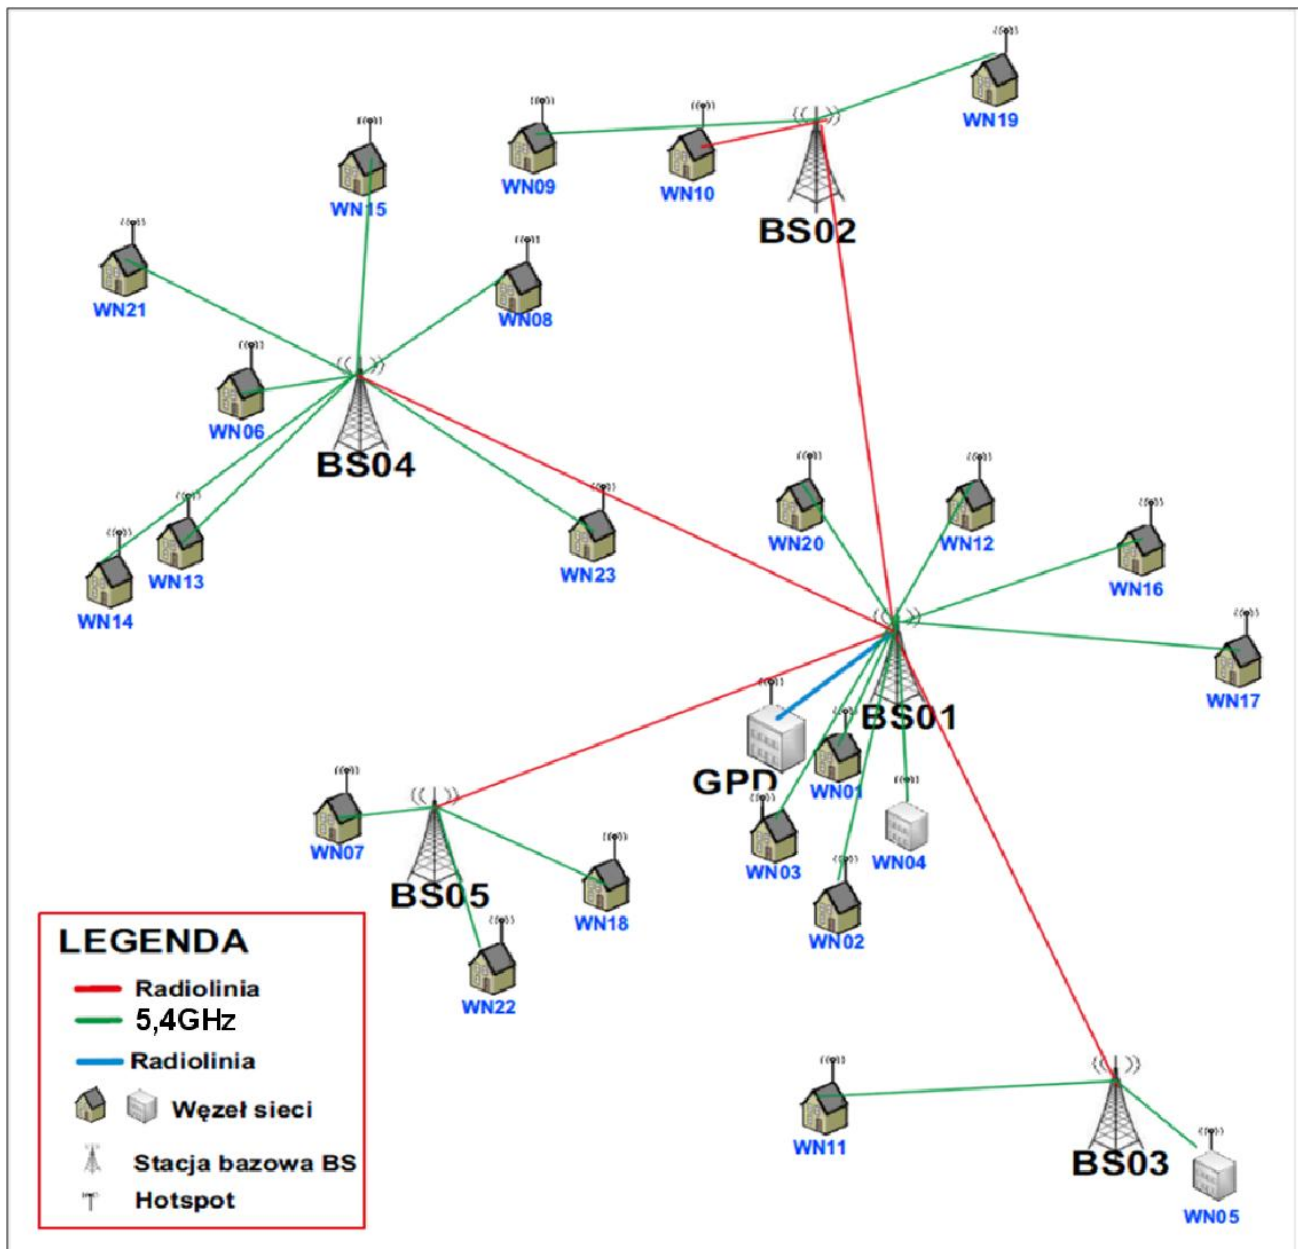 WN19
WN09
WN10
BS02
WN15
WN21
WN08
WN06
BS04
WN20
WN12
WN13
WN23
WN16
WN14
WN17
BS01
GPD
WN01
WN07
WN03
WN04
BS05
WN18
WN02
WN22
LEGENDA
Radiolinia
5,4GHz
Radiolinia
Węzeł sieci
Stacja bazowa BS
Hotspot
WN11
BS03
WN05